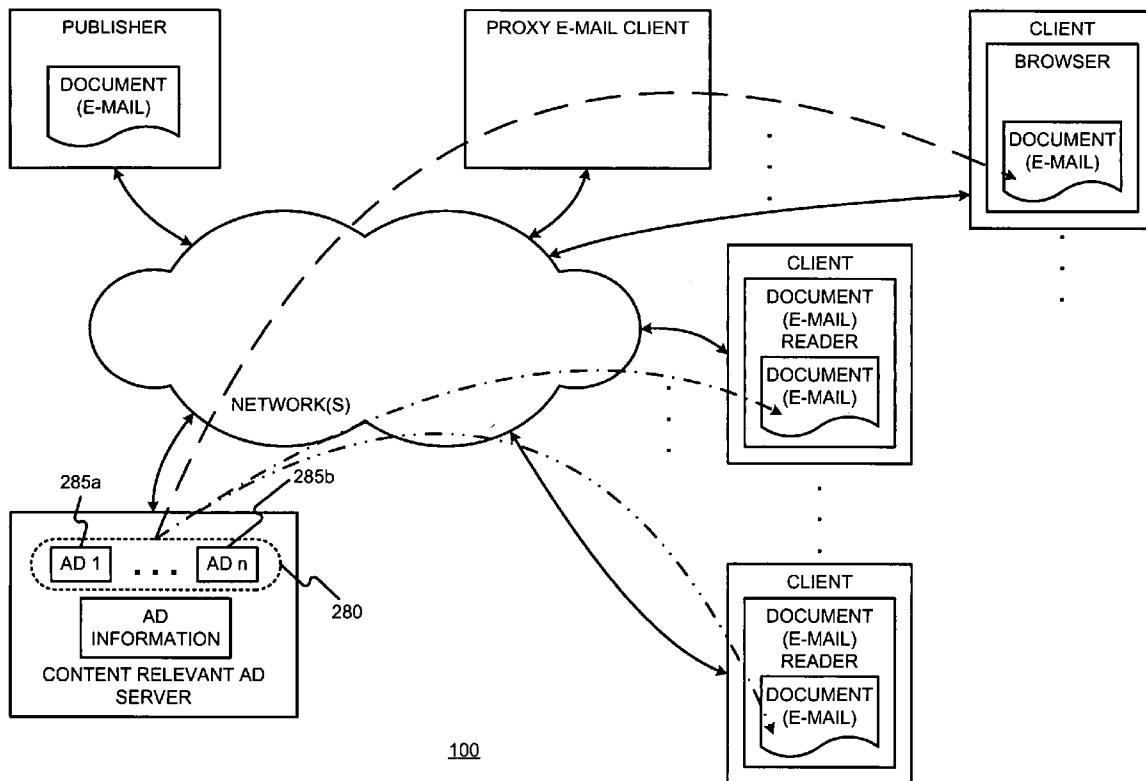 PUBLISHER
DOCUMENT
(E-MAIL)
PROXY E-MAIL CLIENT
CLIENT
BROWSER
DOCUMENT
(E-MAIL)
CLIENT
DOCUMENT
(E-MAIL)
READER
DOCUMENT
(E-MAIL)
NETWORK(S)
285a
285b
AD 1
. . .
AD n
280
AD
INFORMATION
CONTENT RELEVANT AD
SERVER
CLIENT
DOCUMENT
(E-MAIL)
READER
DOCUMENT
(E-MAIL)
100